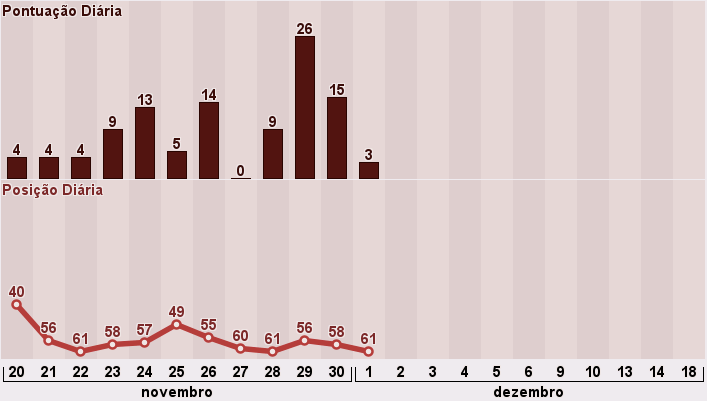 Pontuação Diária
4 4 4 9 13 5 14 0 9 26 15 3
Posição Diária
40 56 61 58 57 49 55 60 61 56 58 61
20 21 22 23 24 25 26 27 28 29 30 1 2 3 4 5 6 9 10 13 14 18
novembro dezembro